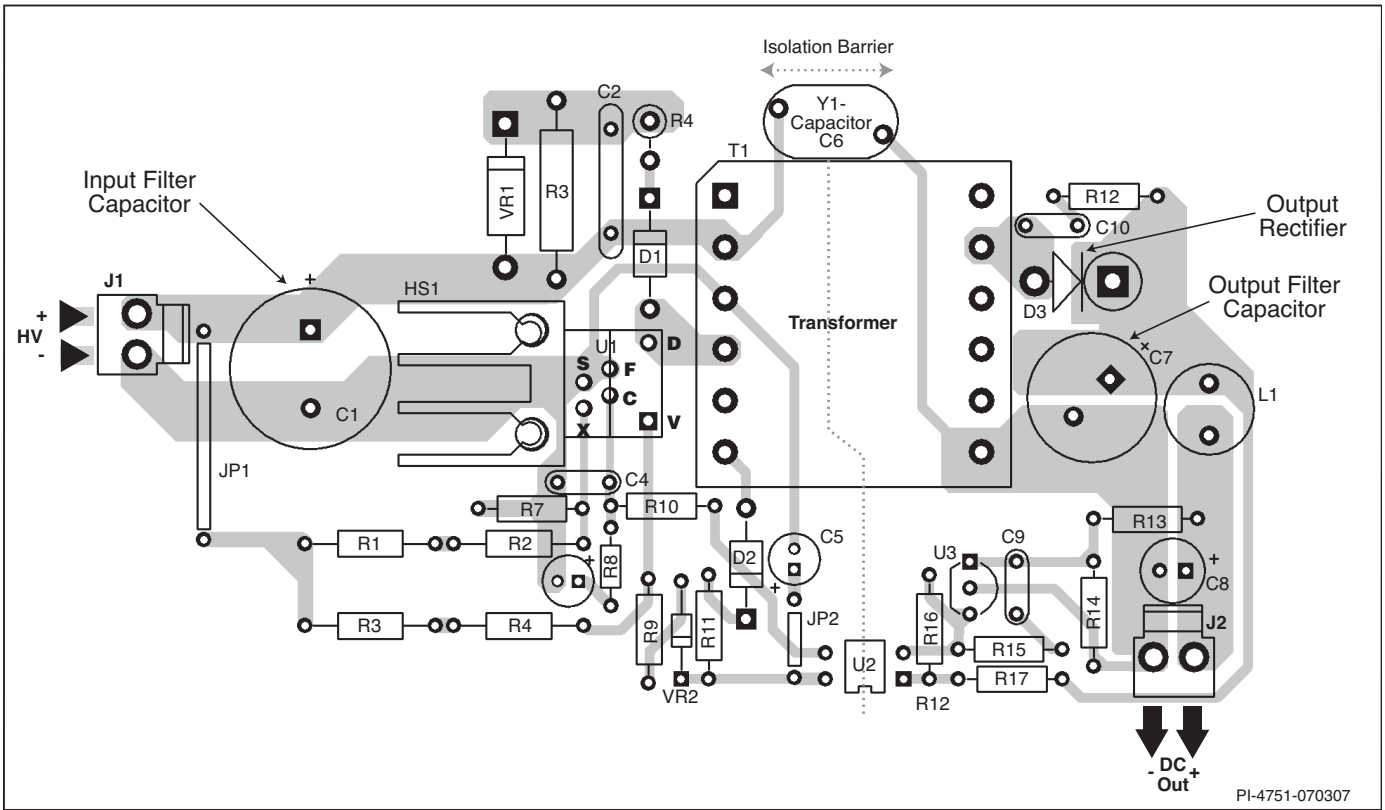 Isolation Barrier
Y1-
Capacitor
C6
C2
R4
T1
Input Filter
Capacitor
VR1
R3
R12
Output
Rectifier
C10
D1
J1
+
HS1
Output Filter
Capacitor
D3
+
HV
-
Transformer
U1
D
S
F
C
X
V
+
C7
C1
L1
JP1
C4
R7
R10
R13
R1
R2
R8
+
D2
C5
+
U3
C9
+
C8
R14
R3
R4
R9
R11
JP2
R16
J2
U2
R15
R17
VR2
R12
- DC +
Out
PI-4751-070307